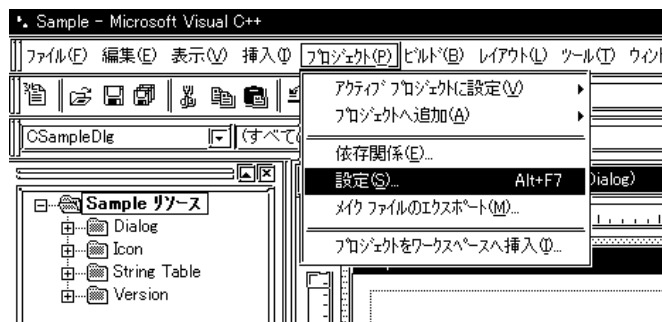 Sample - Microsoft Visual C++
ﾌｧｲﾙ(F) 編集(E) 表示(V) 挿入(I) ﾌﾟﾛｼﾞｪｸﾄ(P) ﾋﾞﾙﾄﾞ(B) ﾚｲｱｳﾄ(L) ﾂｰﾙ(T) ｳｨﾝﾄ
ｱｸﾃｨﾌﾞ ﾌﾟﾛｼﾞｪｸﾄに設定(V)
ﾌﾟﾛｼﾞｪｸﾄへ追加(A)
CSampleDlg (すべて
依存関係(E)...
設定(S)... Alt+F7
Dialog)
ﾒｲｸ ﾌｧｲﾙのｴｸｽﾎﾟｰﾄ(M)...
ﾌﾟﾛｼﾞｪｸﾄをﾜｰｸｽﾍﾟｰｽへ挿入(I)...
Sample ﾘｿｰｽ
Dialog
Icon
String Table
Version